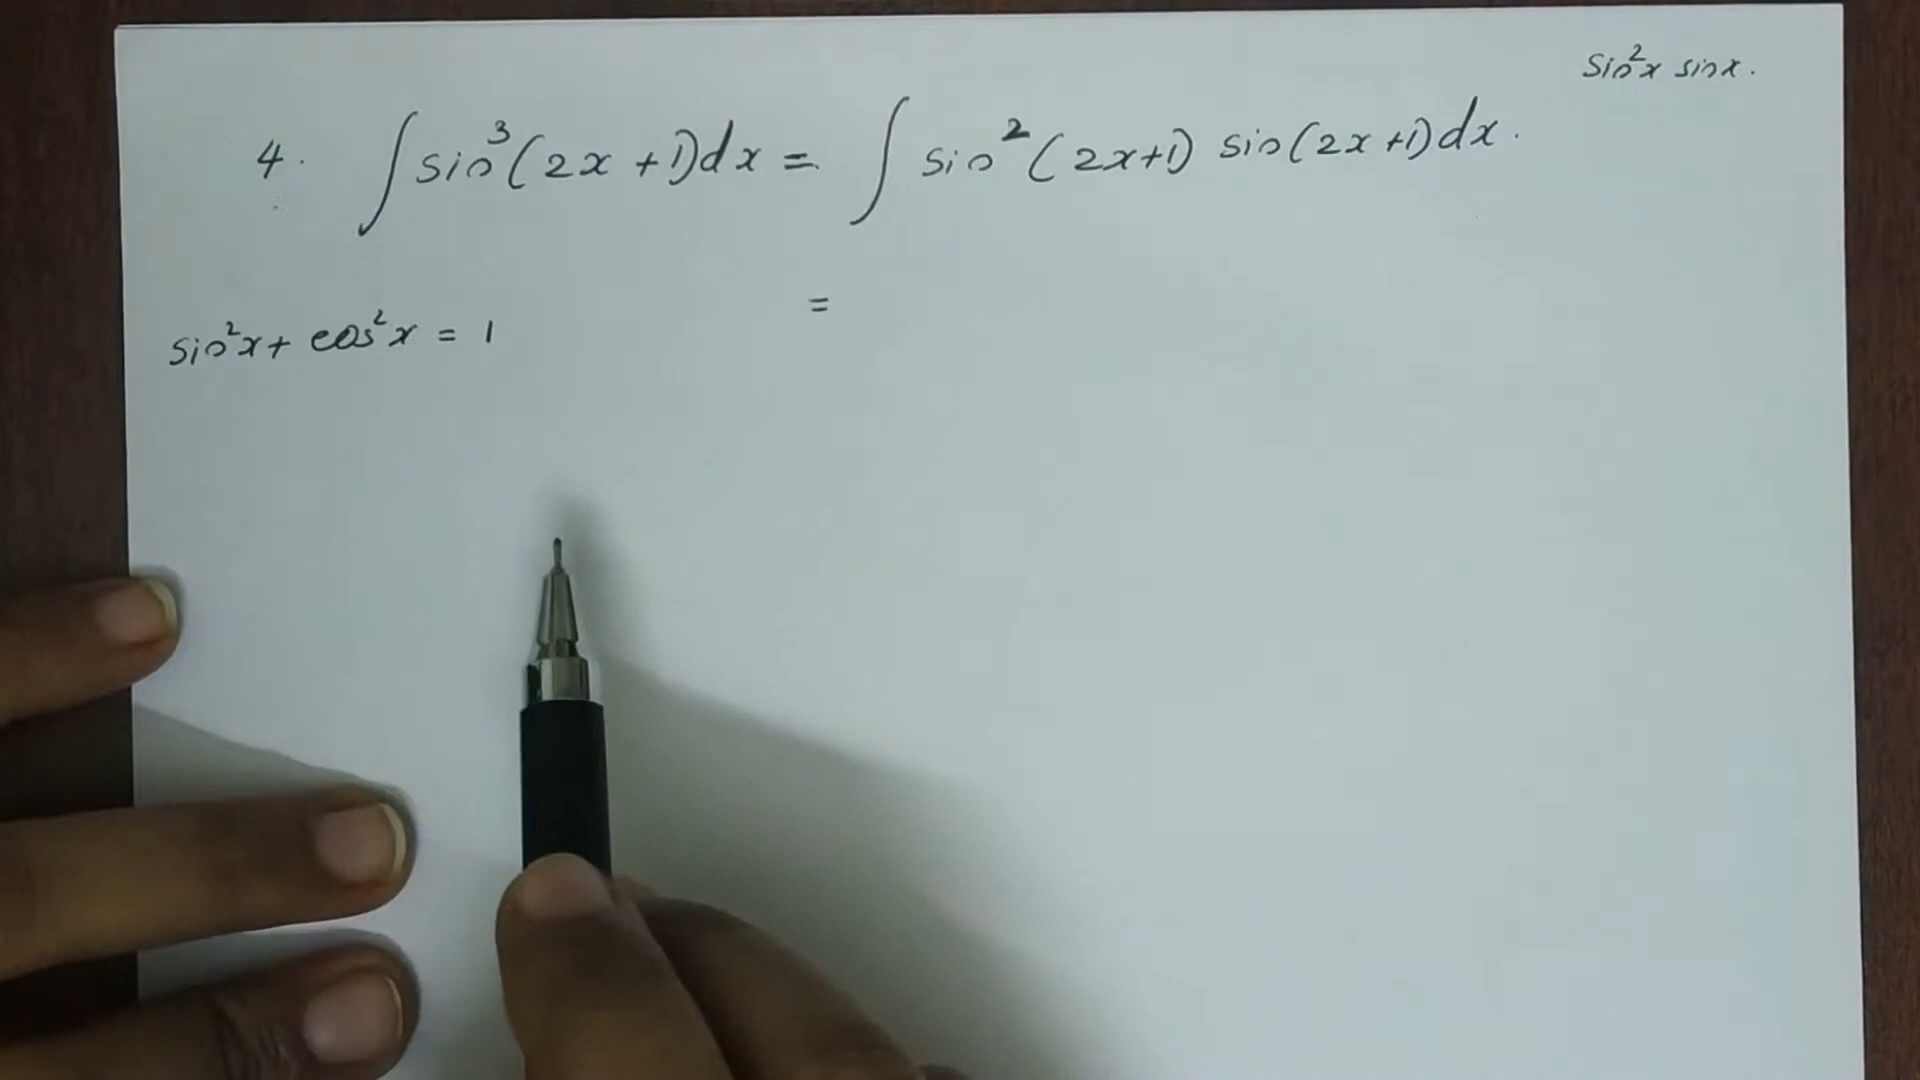 sin²x sinx.
4. ∫sin³(2x+1)dx = ∫sin²(2x+1) sin(2x+1)dx.
=
sin²x + cos²x = 1